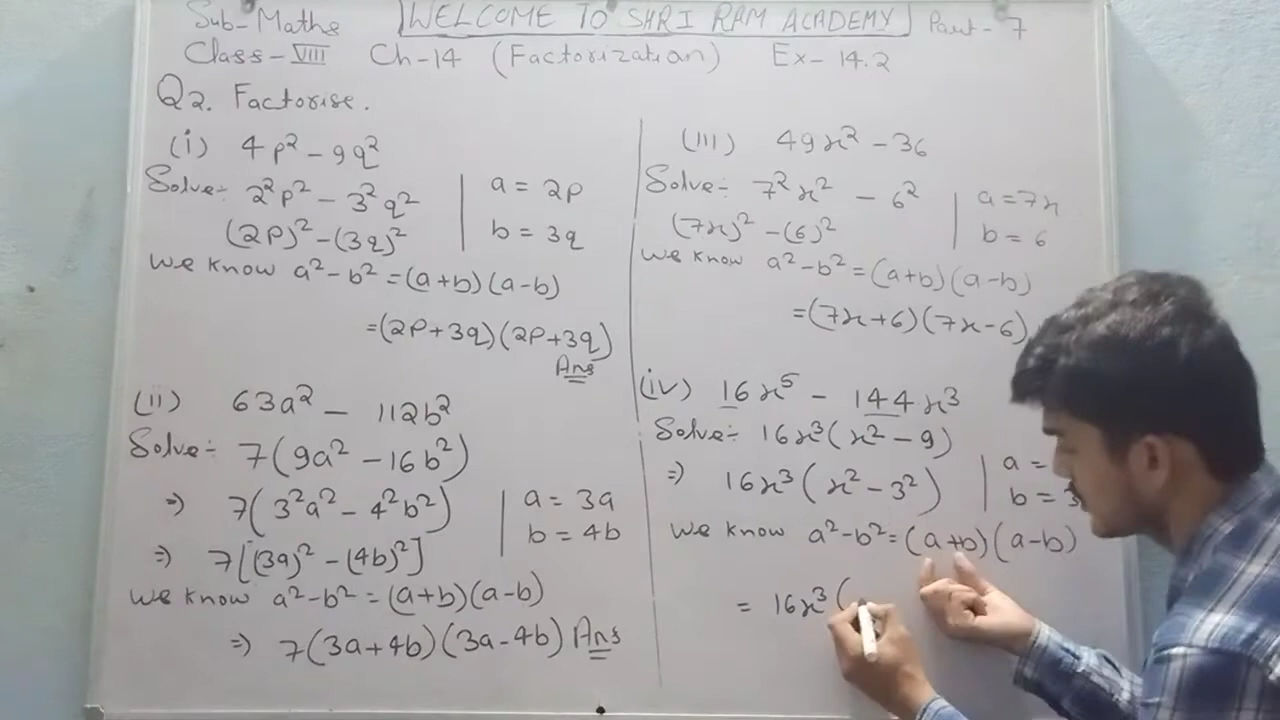 Sub-Maths WELCOME TO SHRI RAM ACADEMY Part-7
Class-VIII Ch-14 (Factorization) Ex-14.2
Q2. Factorise.
(i) 4p² - 9q²
Solve:- 2²p² - 3²q² | a = 2p
(2p)² - (3q)² | b = 3q
We know a² - b² = (a+b)(a-b)
=(2p+3q)(2p+3q)
Ans
(ii) 63a² - 112b²
Solve:- 7(9a² - 16b²)
⇒ 7(3²a² - 4²b²) | a = 3a
b = 4b
⇒ 7[(3a)² - (4b)²]
We know a² - b² = (a+b)(a-b)
⇒ 7(3a+4b)(3a-4b) Ans
(iii) 49x² - 36
Solve:- 7²x² - 6² | a = 7x
(7x)² - (6)² | b = 6
We know a² - b² = (a+b)(a-b)
=(7x+6)(7x-6)
(iv) 16x⁵ - 144x³
Solve:- 16x³(x² - 9)
⇒ 16x³(x² - 3²) | a =
b = 3
We know a² - b² = (a+b)(a-b)
= 16x³(